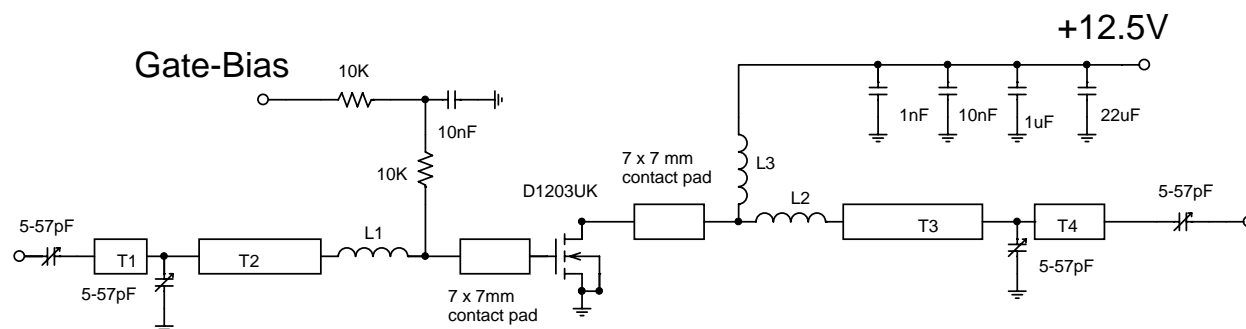 +12.5V
Gate-Bias
10K
10nF
1nF
10nF
1uF
22uF
10K
7 x 7 mm
contact pad
L3
D1203UK
L2
5-57pF
5-57pF
L1
T1
T2
T3
T4
5-57pF
5-57pF
7 x 7mm
contact pad